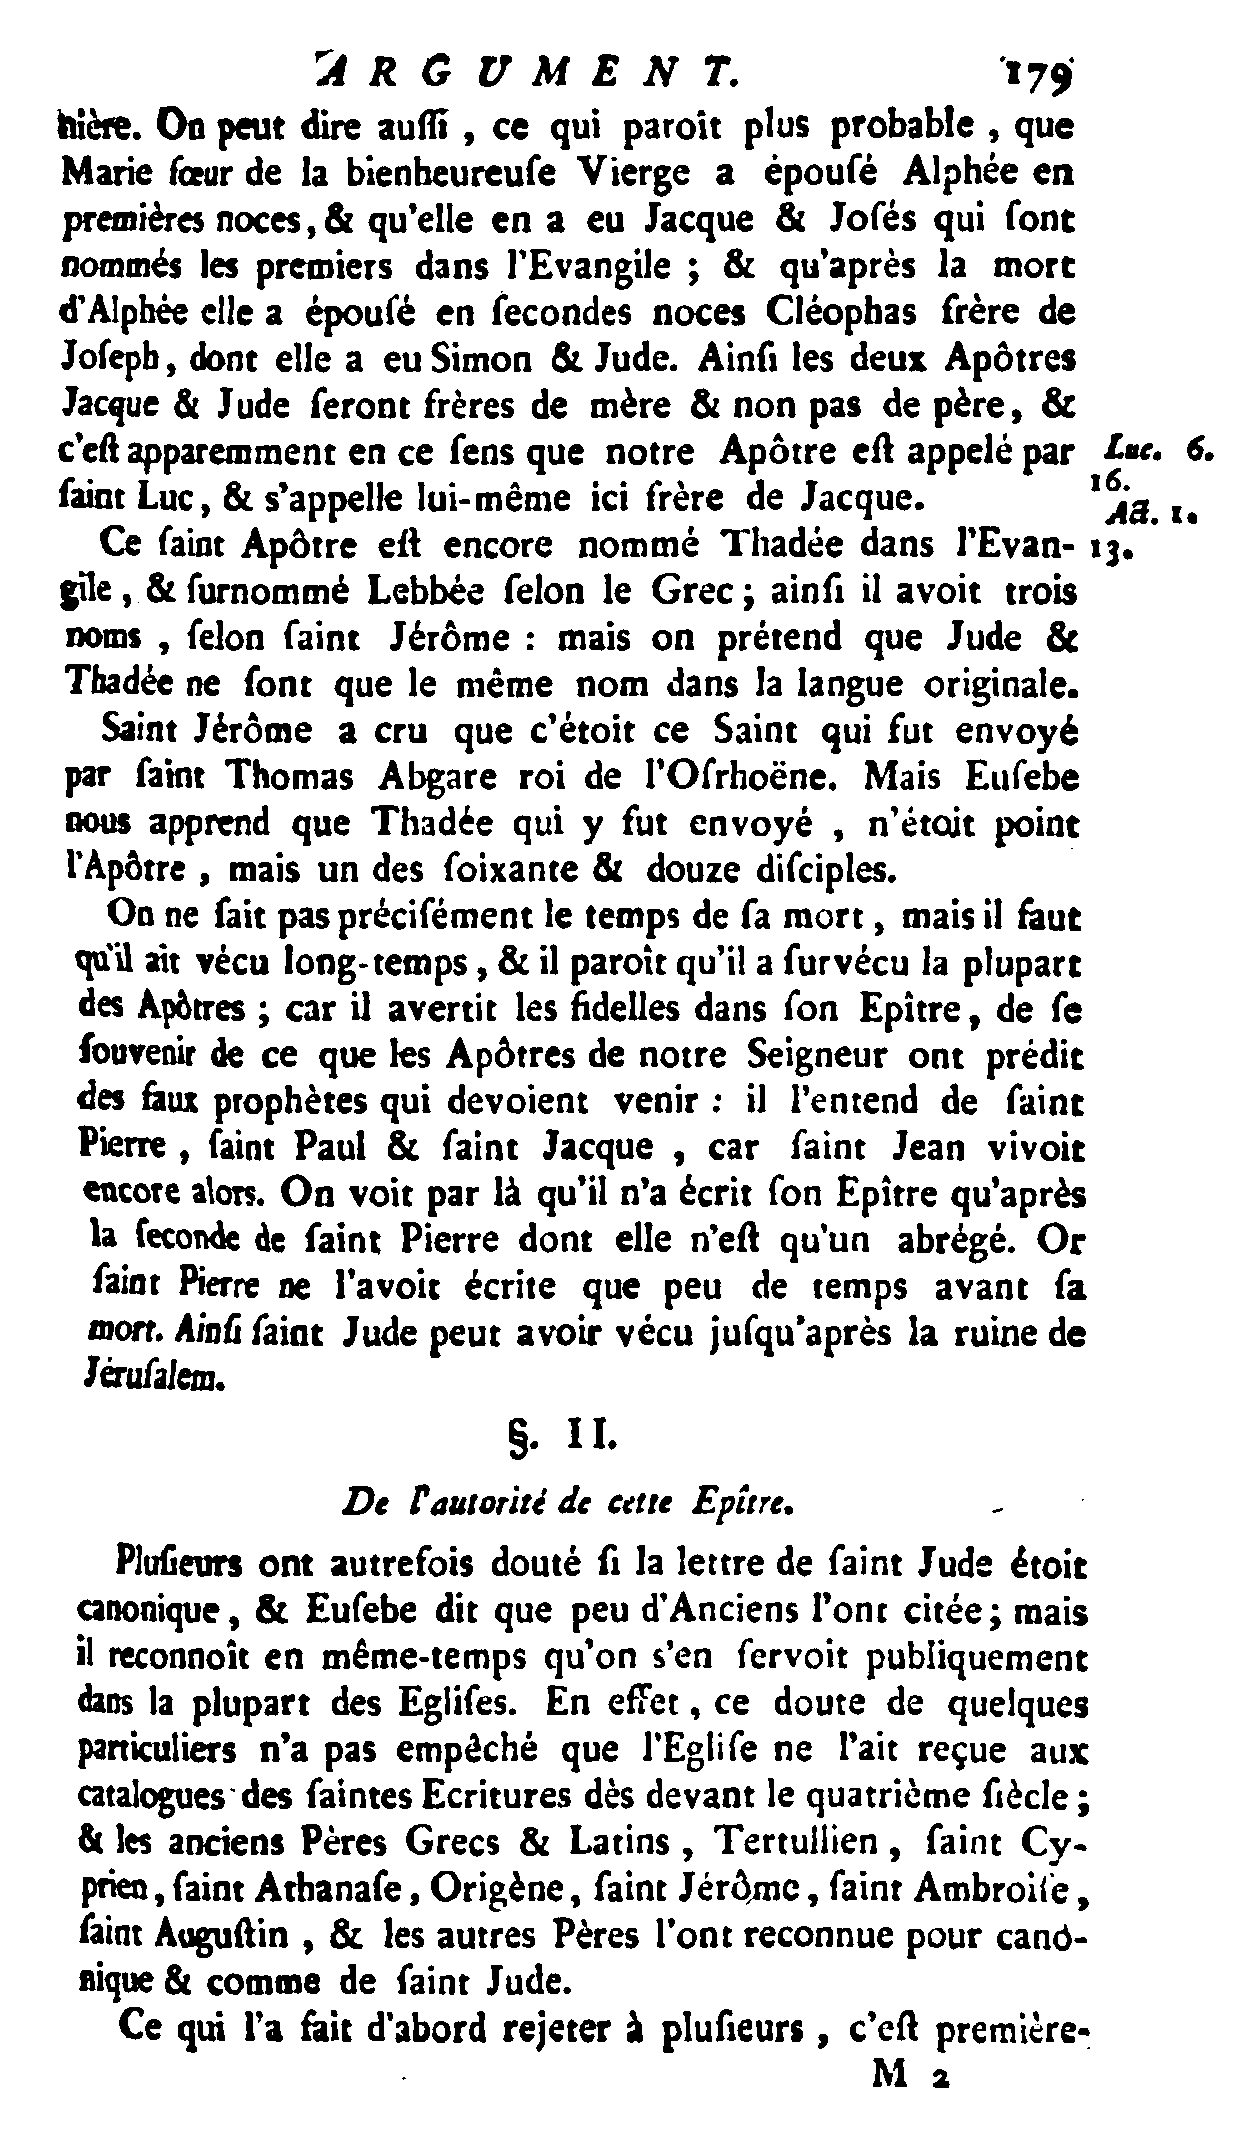 ARGUMENT. 179
nière. On peut dire auſſi, ce qui paroît plus probable, que
Marie ſœur de la bienheureuſe Vierge a épouſé Alphée en
premières noces, & qu'elle en a eu Jacque & Joſés qui ſont
nommés les premiers dans l'Evangile ; & qu'après la mort
d'Alphée elle a épouſé en ſecondes noces Cléophas frère de
Joſeph, dont elle a eu Simon & Jude. Ainſi les deux Apôtres
Jacque & Jude ſeront frères de mère & non pas de père, &
c'eſt apparemment en ce ſens que notre Apôtre eſt appelé par
ſaint Luc, & s'appelle lui-même ici frère de Jacque.
Luc. 6.
16.
Act. 1.
13.
Ce ſaint Apôtre eſt encore nommé Thadée dans l'Evan-
gile, & ſurnommé Lebbée ſelon le Grec ; ainſi il avoit trois
noms, ſelon ſaint Jérôme : mais on prétend que Jude &
Thadée ne ſont que le même nom dans la langue originale.
Saint Jérôme a cru que c'étoit ce Saint qui fut envoyé
par ſaint Thomas Abgare roi de l'Oſrhoëne. Mais Euſebe
nous apprend que Thadée qui y fut envoyé, n'étoit point
l'Apôtre, mais un des ſoixante & douze diſciples.
On ne ſait pas préciſément le temps de ſa mort, mais il faut
qu'il ait vécu long-temps, & il paroît qu'il a ſurvécu la plupart
des Apôtres ; car il avertit les fidelles dans ſon Epître, de ſe
ſouvenir de ce que les Apôtres de notre Seigneur ont prédit
des faux prophètes qui devoient venir : il l'entend de ſaint
Pierre, ſaint Paul & ſaint Jacque, car ſaint Jean vivoit
encore alors. On voit par là qu'il n'a écrit ſon Epître qu'après
la ſeconde de ſaint Pierre dont elle n'eſt qu'un abrégé. Or
ſaint Pierre ne l'avoit écrite que peu de temps avant ſa
mort. Ainſi ſaint Jude peut avoir vécu juſqu'après la ruine de
Jéruſalem.
§. II.
De l'autorité de cette Epître.
Pluſieurs ont autrefois douté ſi la lettre de ſaint Jude étoit
canonique, & Euſebe dit que peu d'Anciens l'ont citée ; mais
il reconnoît en même-temps qu'on s'en ſervoit publiquement
dans la plupart des Egliſes. En effet, ce doute de quelques
particuliers n'a pas empêché que l'Egliſe ne l'ait reçue aux
catalogues des ſaintes Ecritures dès devant le quatrième ſiècle ;
& les anciens Pères Grecs & Latins, Tertullien, ſaint Cy-
prien, ſaint Athanaſe, Origène, ſaint Jérôme, ſaint Ambroiſe,
ſaint Auguſtin, & les autres Pères l'ont reconnue pour cano-
nique & comme de ſaint Jude.
Ce qui l'a fait d'abord rejeter à pluſieurs, c'eſt première-
M 2